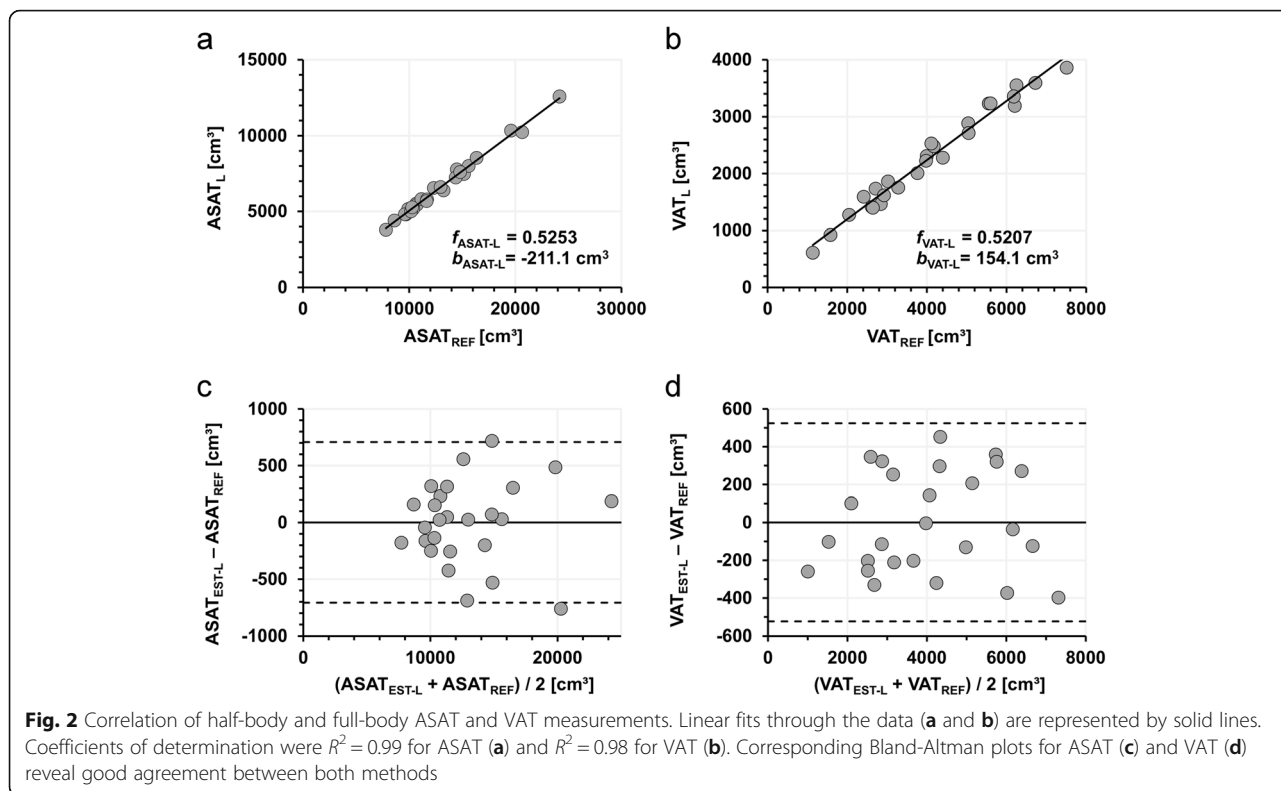 a
15000
10000
5000
0
0
10000
20000
30000
ASAT_L [cm³]
ASAT_REF [cm³]
f_ASAT-L = 0.5253
b_ASAT-L = -211.1 cm³
b
4000
3000
2000
1000
0
0
2000
4000
6000
8000
VAT_L [cm³]
VAT_REF [cm³]
f_VAT-L = 0.5207
b_VAT-L = 154.1 cm³
c
1000
500
0
-500
-1000
0
10000
20000
ASAT_EST-L – ASAT_REF [cm³]
(ASAT_EST-L + ASAT_REF) / 2 [cm³]
d
600
400
200
0
-200
-400
-600
0
2000
4000
6000
8000
VAT_EST-L – VAT_REF [cm³]
(VAT_EST-L + VAT_REF) / 2 [cm³]
Fig. 2 Correlation of half-body and full-body ASAT and VAT measurements. Linear fits through the data (a and b) are represented by solid lines.
Coefficients of determination were R² = 0.99 for ASAT (a) and R² = 0.98 for VAT (b). Corresponding Bland-Altman plots for ASAT (c) and VAT (d)
reveal good agreement between both methods